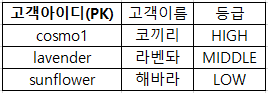 고객아이디(PK) 고객이름 등급
cosmo1 코끼리 HIGH
lavender 라벤돠 MIDDLE
sunflower 해바라 LOW